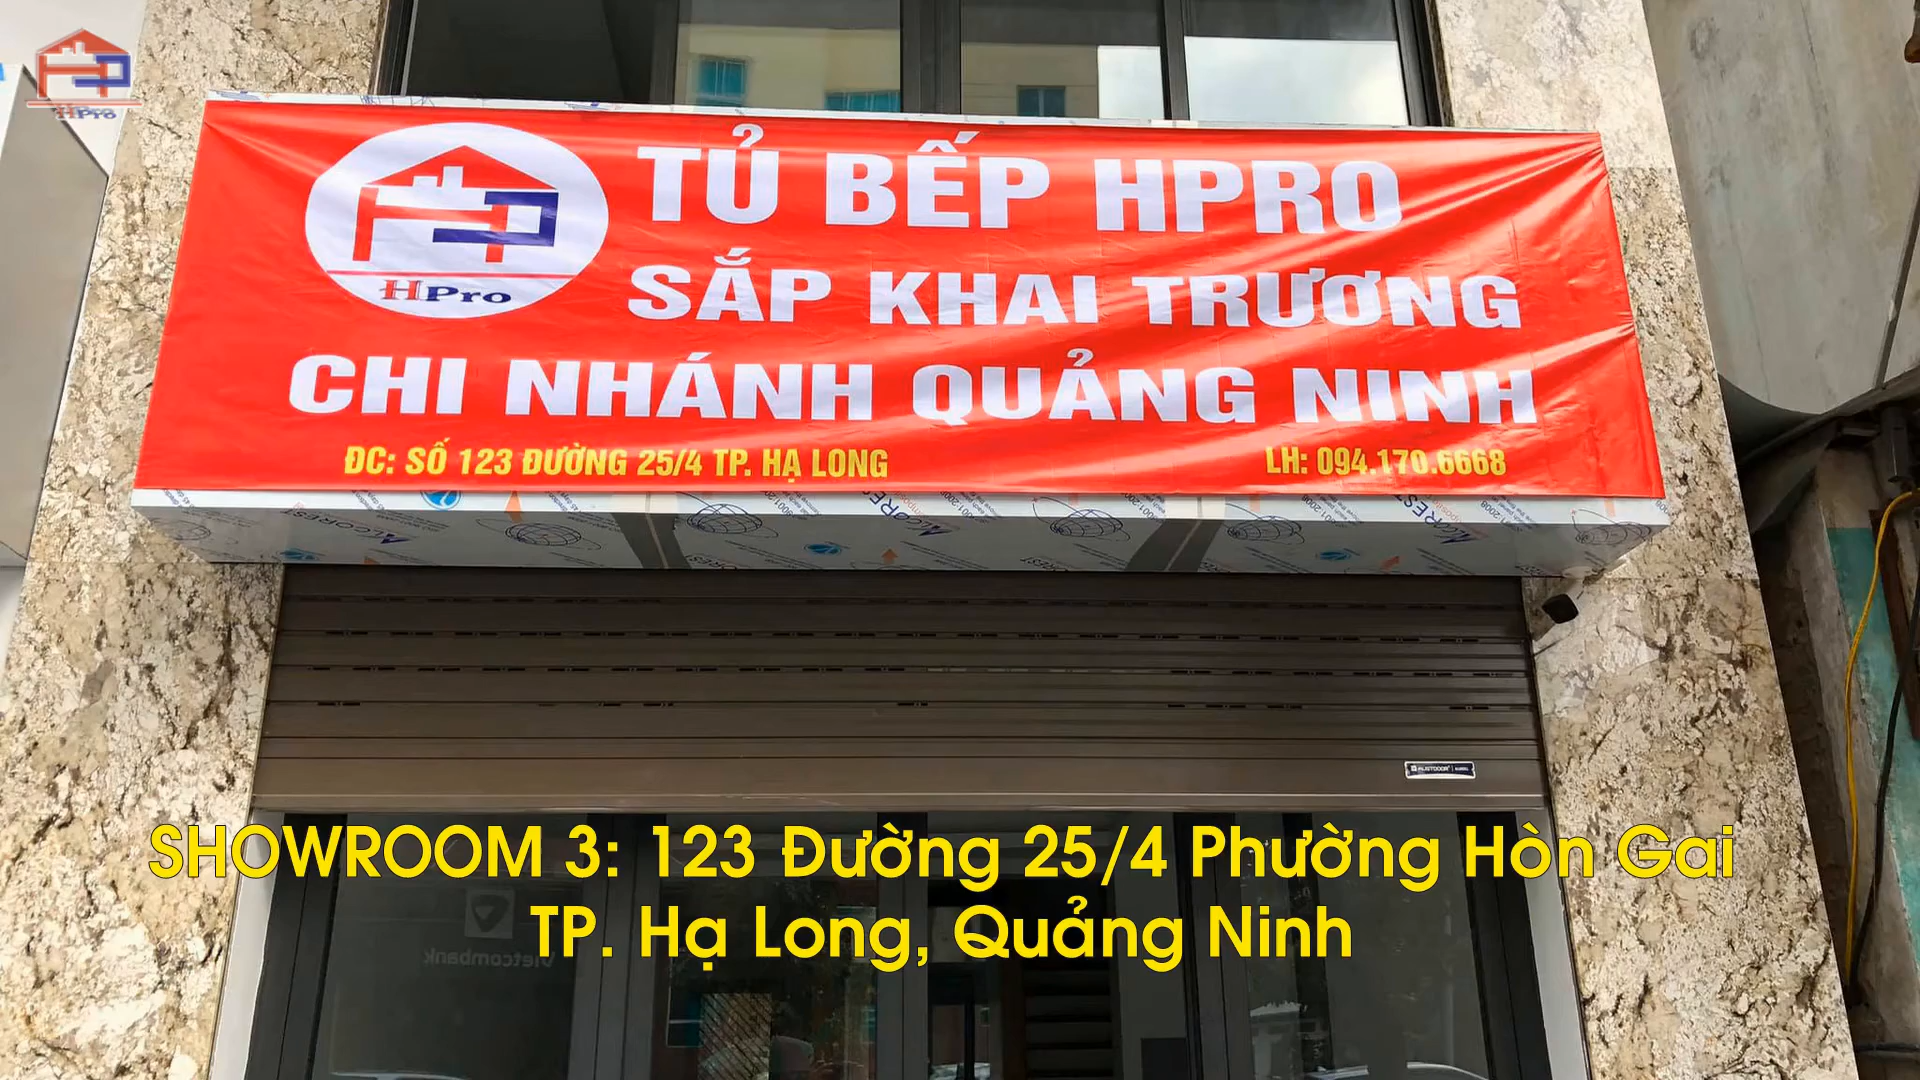 HPro
TỦ BẾP HPRO
SẮP KHAI TRƯƠNG
HPro
CHI NHÁNH QUẢNG NINH
ĐC: SỐ 123 ĐƯỜNG 25/4 TP. HẠ LONG
LH: 094.170.6668
AUSTDOOR
SHOWROOM 3: 123 Đường 25/4 Phường Hòn Gai
TP. Hạ Long, Quảng Ninh
Vietcombank